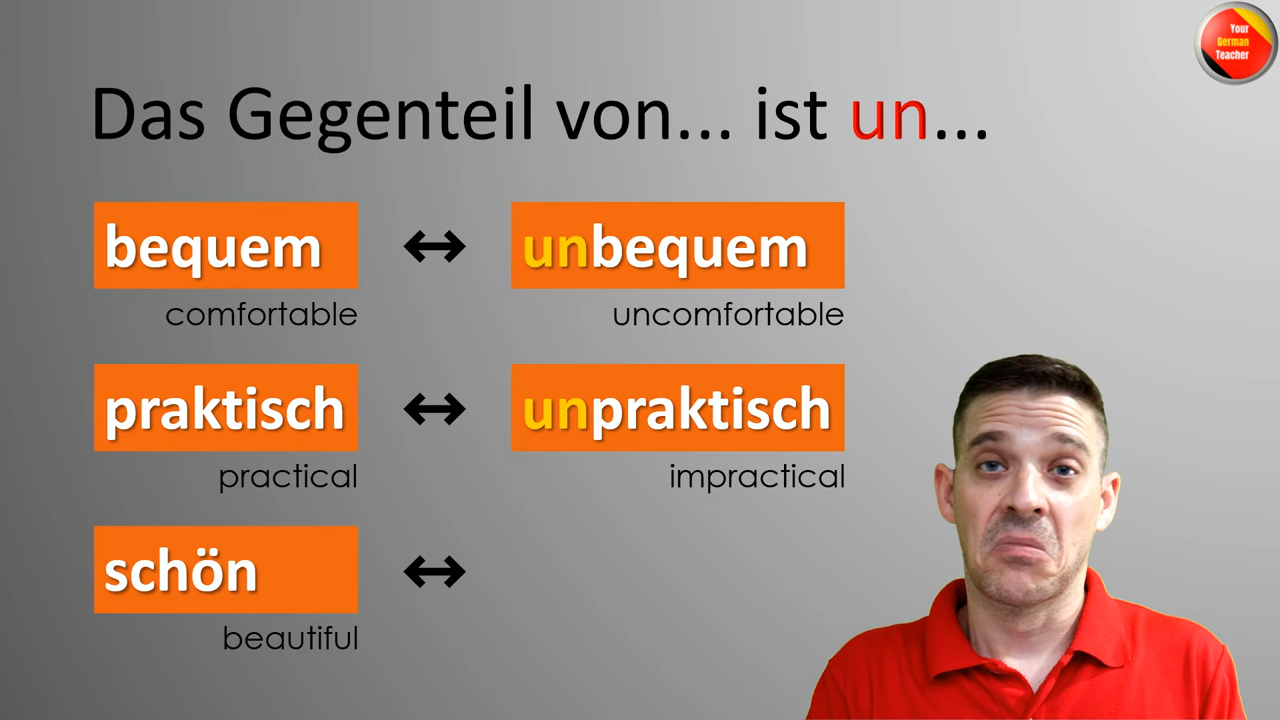 Your
German
Teacher
Das Gegenteil von... ist un...
bequem ↔ unbequem
comfortable uncomfortable
praktisch ↔ unpraktisch
practical impractical
schön ↔
beautiful